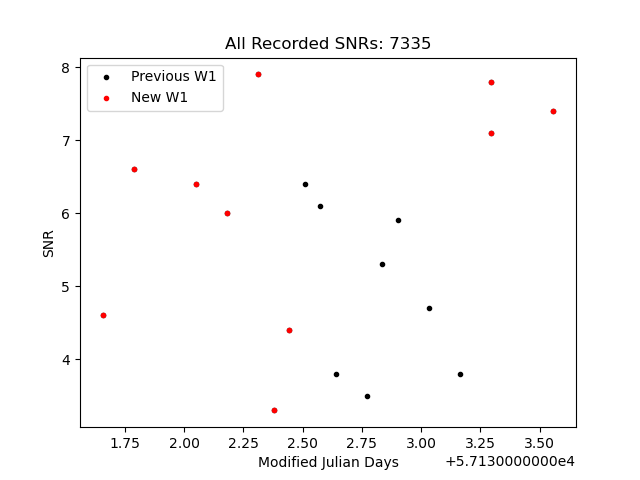 All Recorded SNRs: 7335
Previous W1
New W1
8
7
6
5
4
SNR
1.75 2.00 2.25 2.50 2.75 3.00 3.25 3.50
Modified Julian Days
+5.7130000000e4